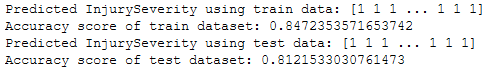 Predicted InjurySeverity using train data: [1 1 1 ... 1 1 1]
Accuracy score of train dataset: 0.8472353571653742
Predicted InjurySeverity using test data: [1 1 1 ... 1 1 1]
Accuracy score of test dataset: 0.8121533030761473